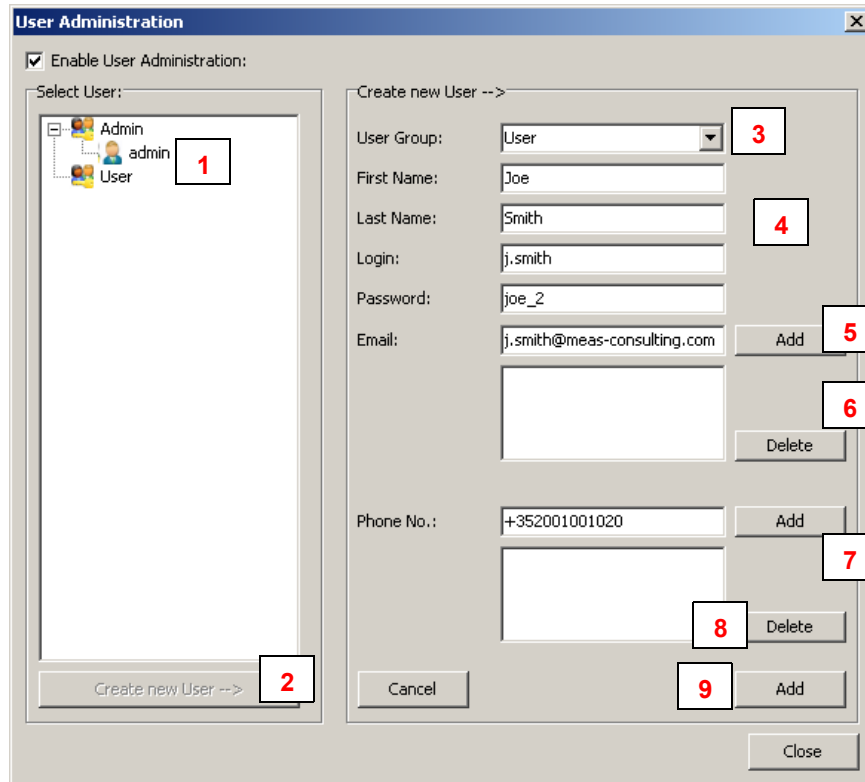 User Administration
Enable User Administration:
Select User:
Admin
admin
1
User
Create new User -->
2
Create new User -->
User Group:
User
3
First Name:
Joe
Last Name:
Smith
4
Login:
j.smith
Password:
joe_2
Email:
j.smith@meas-consulting.com
Add
5
6
Delete
Phone No.:
+352001001020
Add
7
8
Delete
Cancel
9
Add
Close